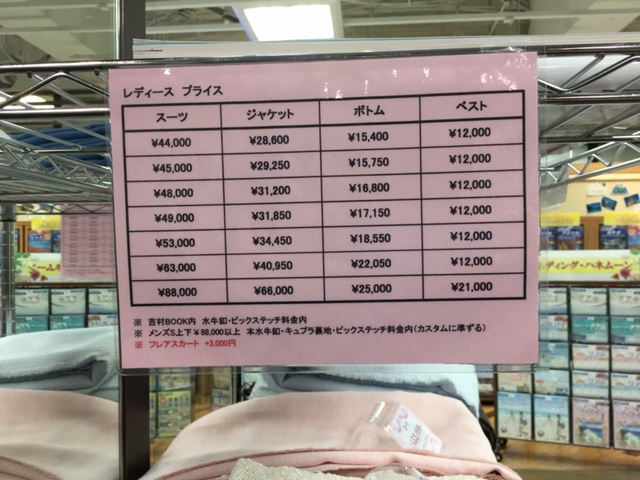 レディース プライス
スーツ ジャケット ボトム ベスト
¥44,000 ¥28,600 ¥15,400 ¥12,000
¥45,000 ¥29,250 ¥15,750 ¥12,000
¥48,000 ¥31,200 ¥16,800 ¥12,000
¥49,000 ¥31,850 ¥17,150 ¥12,000
¥53,000 ¥34,450 ¥18,550 ¥12,000
¥63,000 ¥40,950 ¥22,050 ¥12,000
¥88,000 ¥66,000 ¥25,000 ¥21,000
※ 吉村BOOK内 水牛釦・ピックステッチ料金内
※ メンズS上下¥88,000以上 本水牛釦・キュプラ裏地・ピックステッチ料金内(カスタムに準ずる)
※ フレアスカート +3,000円